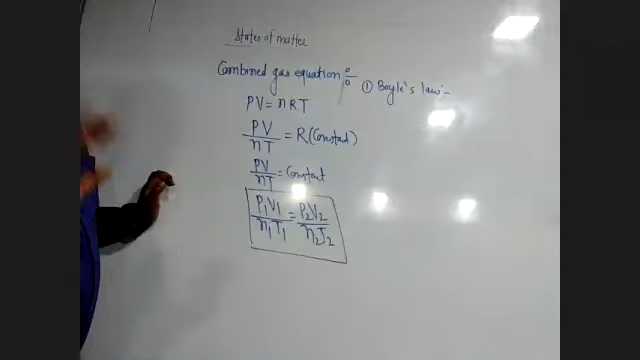 States of matter
Combined gas equation :-
① Boyle's law:-
PV = nRT
PV/nT = R (Constant)
PV/nT = Constant
P₁V₁/n₁T₁ = P₂V₂/n₂T₂